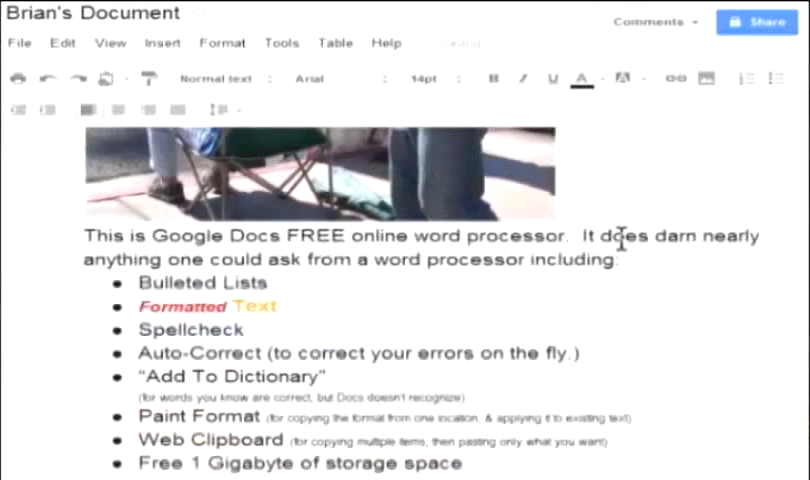 Brian's Document
Comments
Share
File Edit View Insert Format Tools Table Help Saving
Normal text Arial 14pt B I U A A
This is Google Docs FREE online word processor. It does darn nearly
anything one could ask from a word processor including:
● Bulleted Lists
● Formatted Text
● Spellcheck
● Auto-Correct (to correct your errors on the fly.)
● "Add To Dictionary"
(for words you know are correct, but Docs doesn't recognize)
● Paint Format (for copying the format from one location, & applying it to existing text)
● Web Clipboard (for copying multiple items, then pasting only what you want)
● Free 1 Gigabyte of storage space